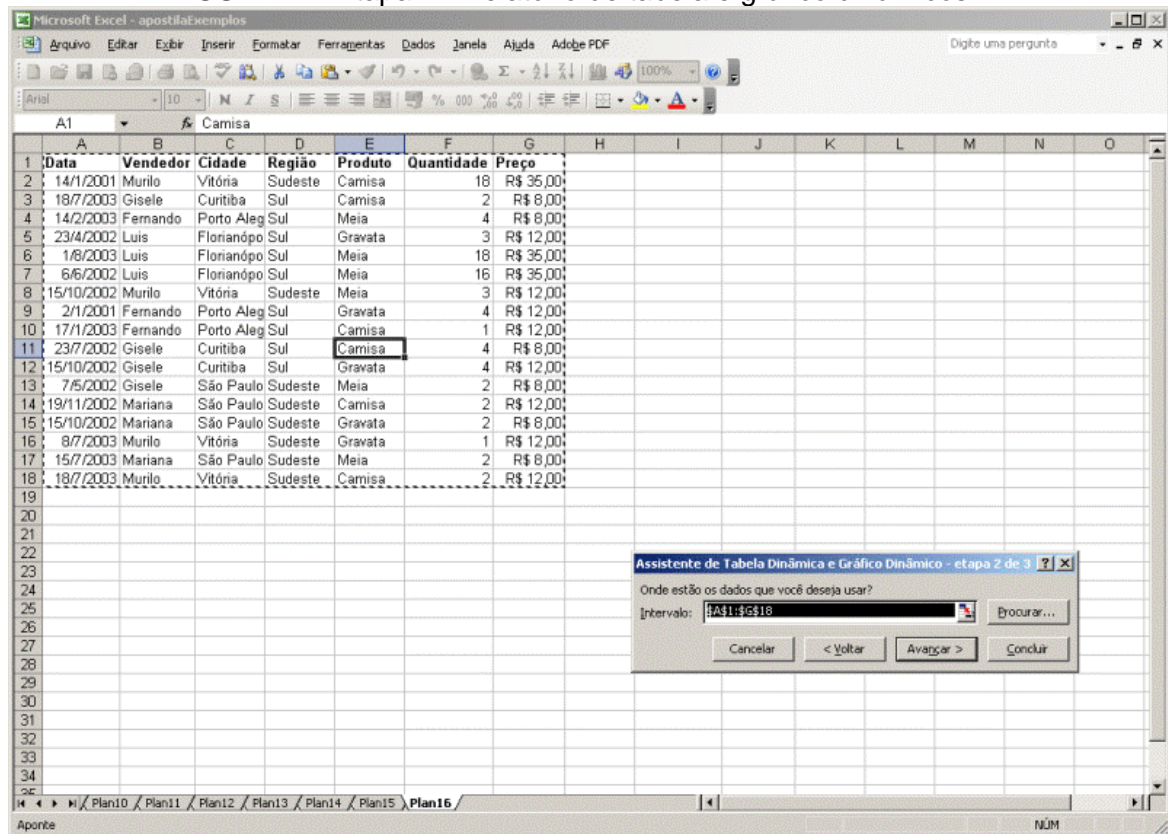 Microsoft Excel - apostilaExemplos
Arquivo Editar Exibir Inserir Formatar Ferramentas Dados Janela Ajuda Adobe PDF Digite uma pergunta
100%
Arial 10 N I S % 000
A1 fx Camisa
A B C D E F G H I J K L M N O
1 Data Vendedor Cidade Região Produto Quantidade Preço
2 14/1/2001 Murilo Vitória Sudeste Camisa 18 R$ 35,00
3 18/7/2003 Gisele Curitiba Sul Camisa 2 R$ 8,00
4 14/2/2003 Fernando Porto Aleg Sul Meia 4 R$ 8,00
5 23/4/2002 Luis Florianópo Sul Gravata 3 R$ 12,00
6 1/8/2003 Luis Florianópo Sul Meia 18 R$ 35,00
7 6/6/2002 Luis Florianópo Sul Meia 16 R$ 35,00
8 15/10/2002 Murilo Vitória Sudeste Meia 3 R$ 12,00
9 2/1/2001 Fernando Porto Aleg Sul Gravata 4 R$ 12,00
10 17/1/2003 Fernando Porto Aleg Sul Camisa 1 R$ 12,00
11 23/7/2002 Gisele Curitiba Sul Camisa 4 R$ 8,00
12 15/10/2002 Gisele Curitiba Sul Gravata 4 R$ 12,00
13 7/5/2002 Gisele São Paulo Sudeste Meia 2 R$ 8,00
14 19/11/2002 Mariana São Paulo Sudeste Camisa 2 R$ 12,00
15 15/10/2002 Mariana São Paulo Sudeste Gravata 2 R$ 8,00
16 8/7/2003 Murilo Vitória Sudeste Gravata 1 R$ 12,00
17 15/7/2003 Mariana São Paulo Sudeste Meia 2 R$ 8,00
18 18/7/2003 Murilo Vitória Sudeste Camisa 2 R$ 12,00
19
20
21
22
23
24
25
26
27
28
29
30
31
32
33
34
Assistente de Tabela Dinâmica e Gráfico Dinâmico - etapa 2 de 3
Onde estão os dados que você deseja usar?
Intervalo: $A$1:$G$18 Procurar...
Cancelar < Voltar Avançar > Concluir
Plan10 Plan11 Plan12 Plan13 Plan14 Plan15 Plan16
Aponte NÚM